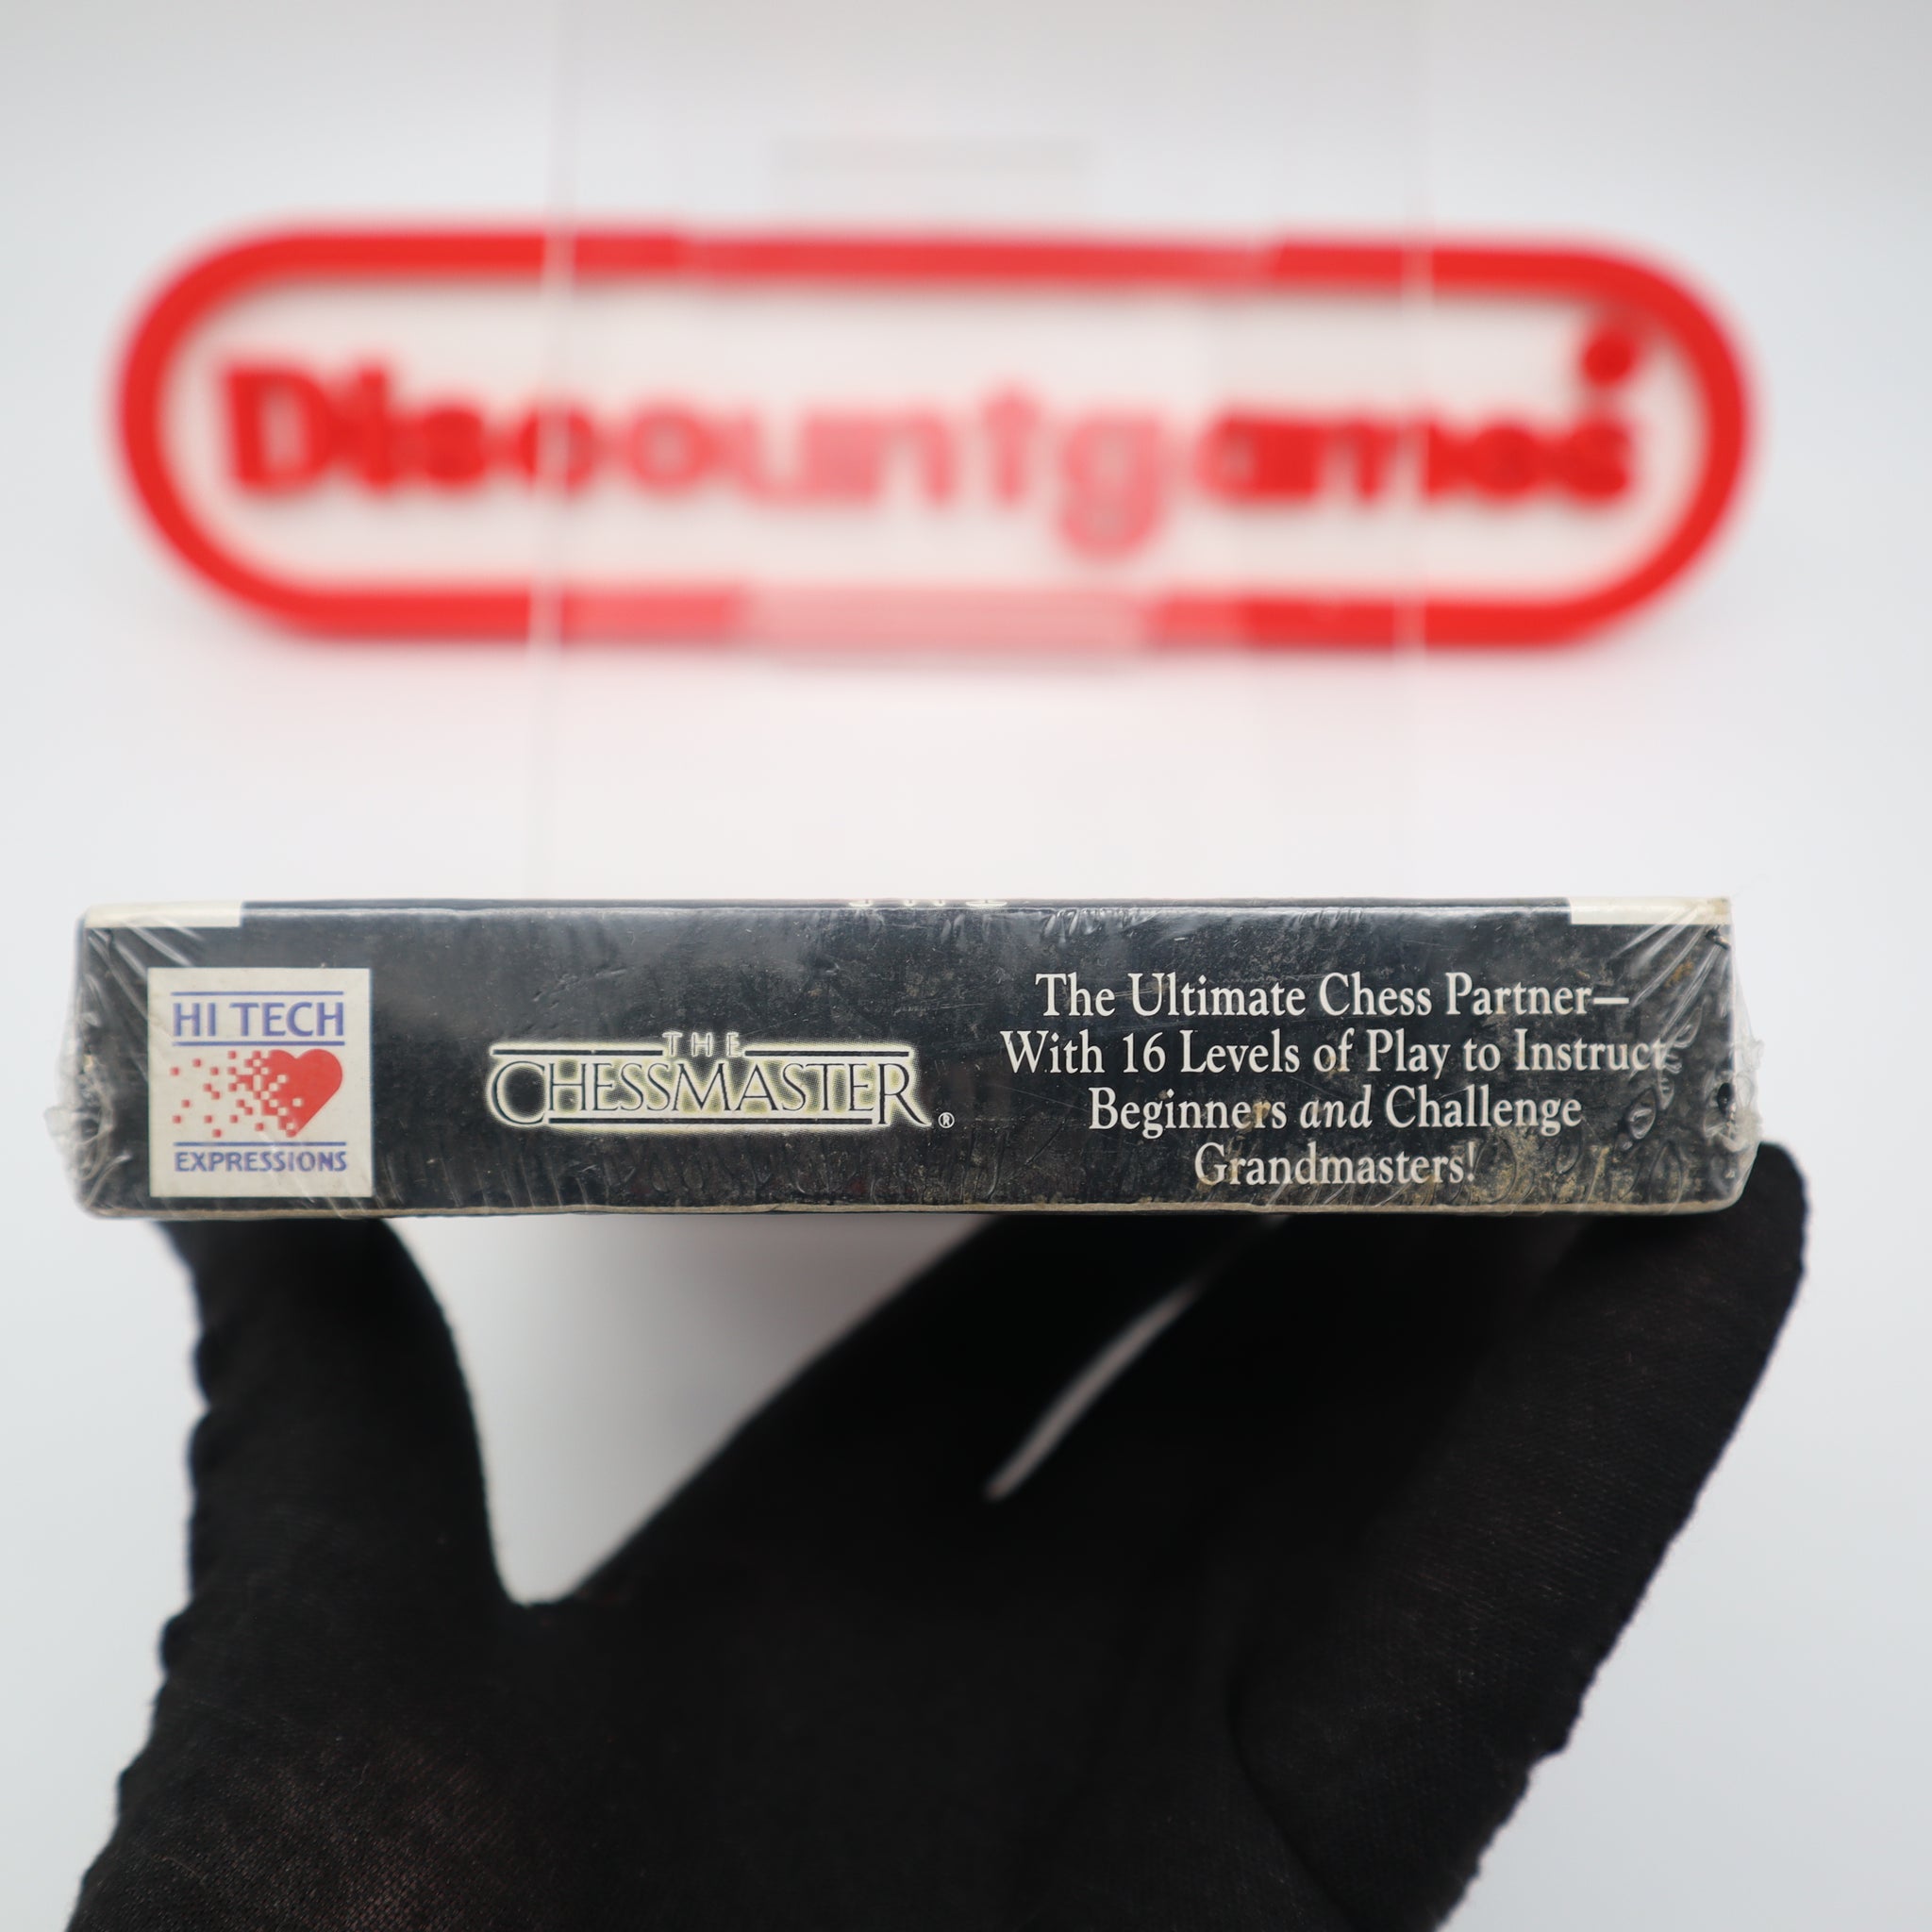 Discountgames
HI TECH
EXPRESSIONS
THE
CHESSMASTER®
The Ultimate Chess Partner—
With 16 Levels of Play to Instruct
Beginners and Challenge
Grandmasters!